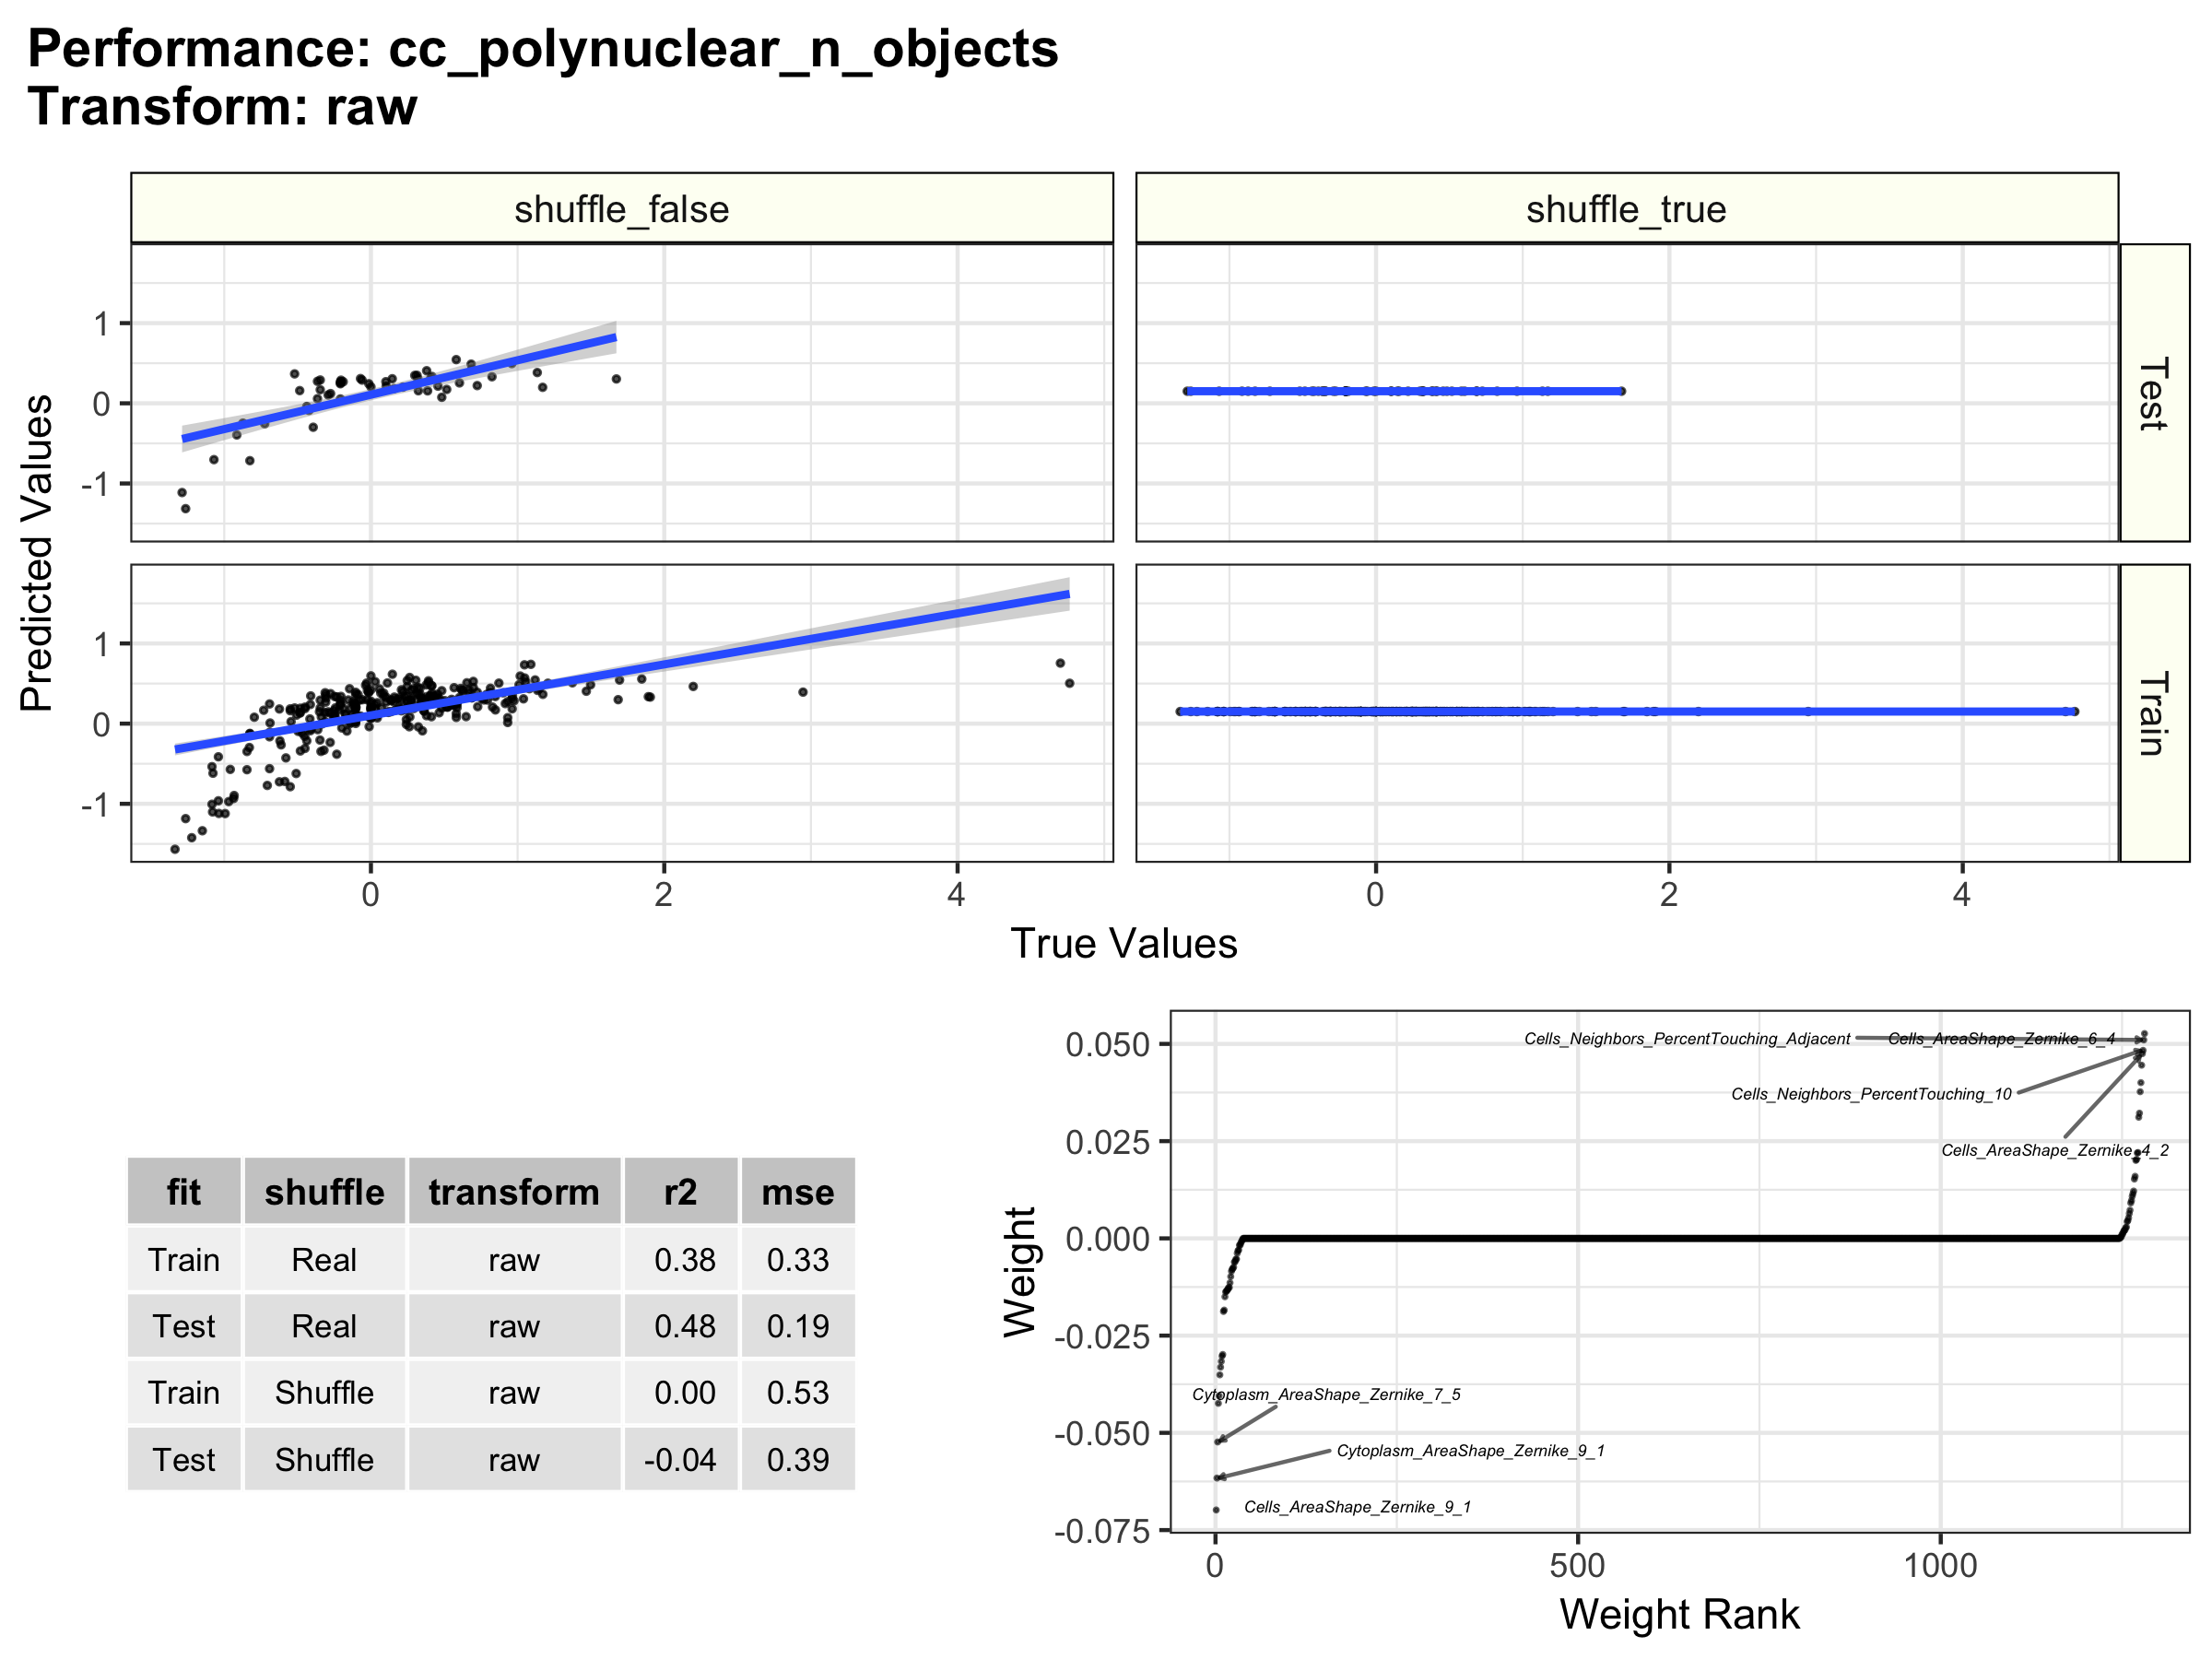 Performance: cc_polynuclear_n_objects
Transform: raw
shuffle_false
shuffle_true
Predicted Values
1
0
-1
Test
1
0
-1
Train
0
2
4
0
2
4
True Values
fit shuffle transform r2 mse
Train Real raw 0.38 0.33
Test Real raw 0.48 0.19
Train Shuffle raw 0.00 0.53
Test Shuffle raw -0.04 0.39
Weight
0.050
0.025
0.000
-0.025
-0.050
-0.075
Cells_Neighbors_PercentTouching_Adjacent
Cells_AreaShape_Zernike_6_4
Cells_Neighbors_PercentTouching_10
Cells_AreaShape_Zernike_4_2
Cytoplasm_AreaShape_Zernike_7_5
Cytoplasm_AreaShape_Zernike_9_1
Cells_AreaShape_Zernike_9_1
0
500
1000
Weight Rank